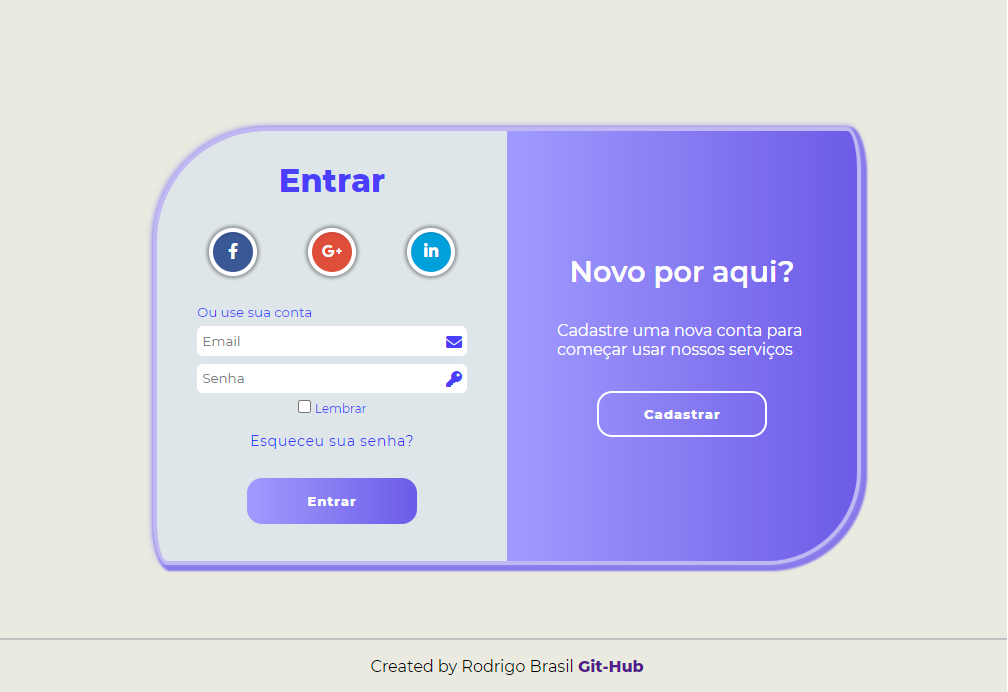 Entrar
f
G+
in
Ou use sua conta
Email
Senha
Lembrar
Esqueceu sua senha?
Entrar
Novo por aqui?
Cadastre uma nova conta para
começar usar nossos serviços
Cadastrar
Created by Rodrigo Brasil Git-Hub